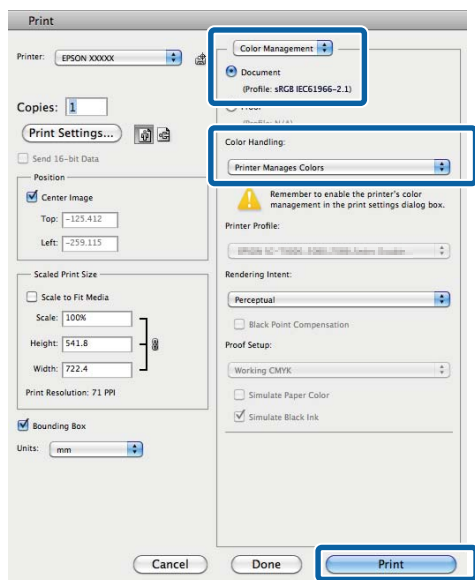 Print
Printer: EPSON XXXXX
Copies: 1
Print Settings...
Send 16-bit Data
Position
Center Image
Top: -125.412
Left: -259.115
Scaled Print Size
Scale to Fit Media
Scale: 100%
Height: 541.8
Width: 722.4
Print Resolution: 71 PPI
Bounding Box
Units: mm
Color Management
Document
(Profile: sRGB IEC61966-2.1)
Color Handling:
Printer Manages Colors
Remember to enable the printer's color
management in the print settings dialog box.
Printer Profile:
Rendering Intent:
Perceptual
Black Point Compensation
Proof Setup:
Working CMYK
Simulate Paper Color
Simulate Black Ink
Cancel
Done
Print